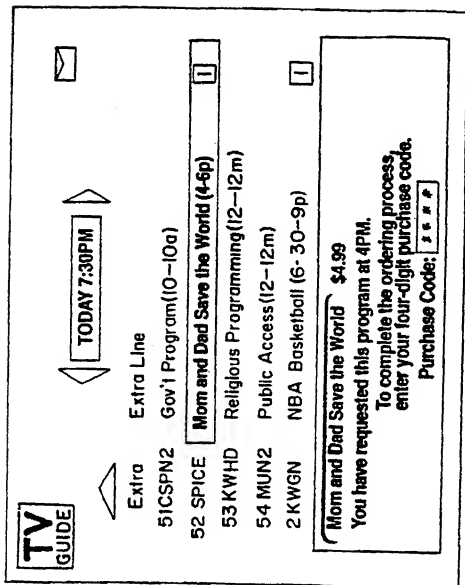 TV
GUIDE
TODAY 7:30PM
Extra Extra Line
51CSPN2 Gov'l Program(10-10a)
52 SPICE Mom and Dad Save the World (4-6p) I
53 KWHD Religious Programming(12-12m)
54 MUN2 Public Access(12-12m)
2 KWGN NBA Basketball (6-30-9p) I
Mom and Dad Save the World $4.99
You have requested this program at 4PM.
To complete the ordering process,
enter your four-digit purchase code.
Purchase Code: ****